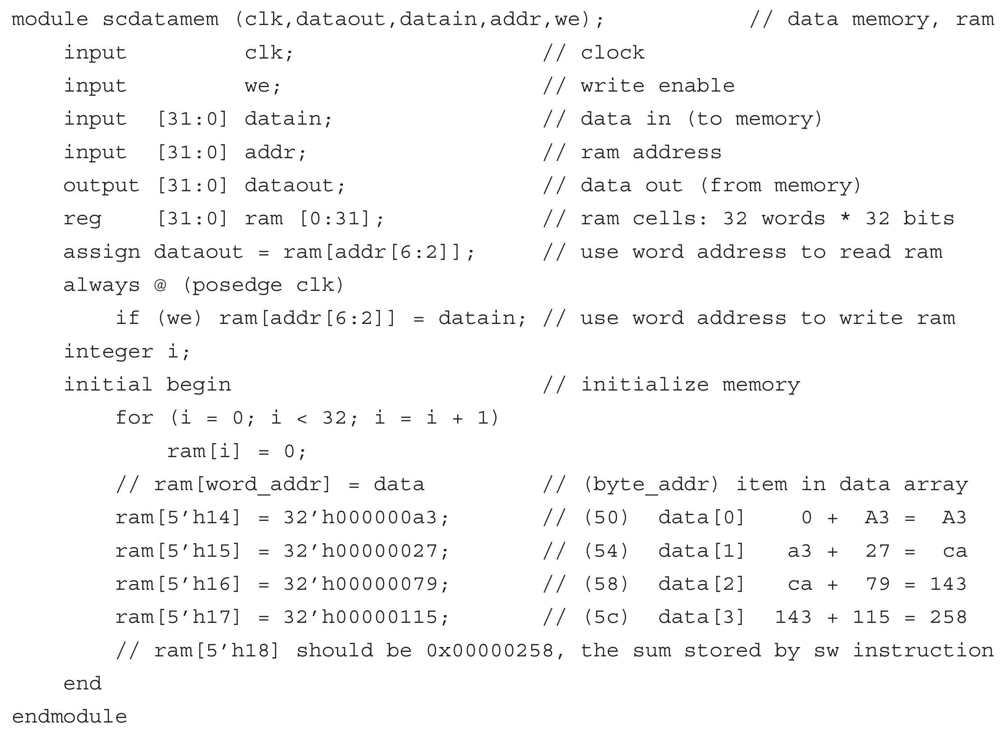 module scdatamem (clk,dataout,datain,addr,we);           // data memory, ram
    input         clk;                   // clock
    input         we;                    // write enable
    input  [31:0] datain;                // data in (to memory)
    input  [31:0] addr;                  // ram address
    output [31:0] dataout;               // data out (from memory)
    reg    [31:0] ram [0:31];            // ram cells: 32 words * 32 bits
    assign dataout = ram[addr[6:2]];     // use word address to read ram
    always @ (posedge clk)
        if (we) ram[addr[6:2]] = datain; // use word address to write ram
    integer i;
    initial begin                        // initialize memory
        for (i = 0; i < 32; i = i + 1)
            ram[i] = 0;
        // ram[word_addr] = data         // (byte_addr) item in data array
        ram[5’h14] = 32’h000000a3;       // (50)  data[0]    0 +  A3 =  A3
        ram[5’h15] = 32’h00000027;       // (54)  data[1]   a3 +  27 =  ca
        ram[5’h16] = 32’h00000079;       // (58)  data[2]   ca +  79 = 143
        ram[5’h17] = 32’h00000115;       // (5c)  data[3]  143 + 115 = 258
        // ram[5’h18] should be 0x00000258, the sum stored by sw instruction
    end
endmodule